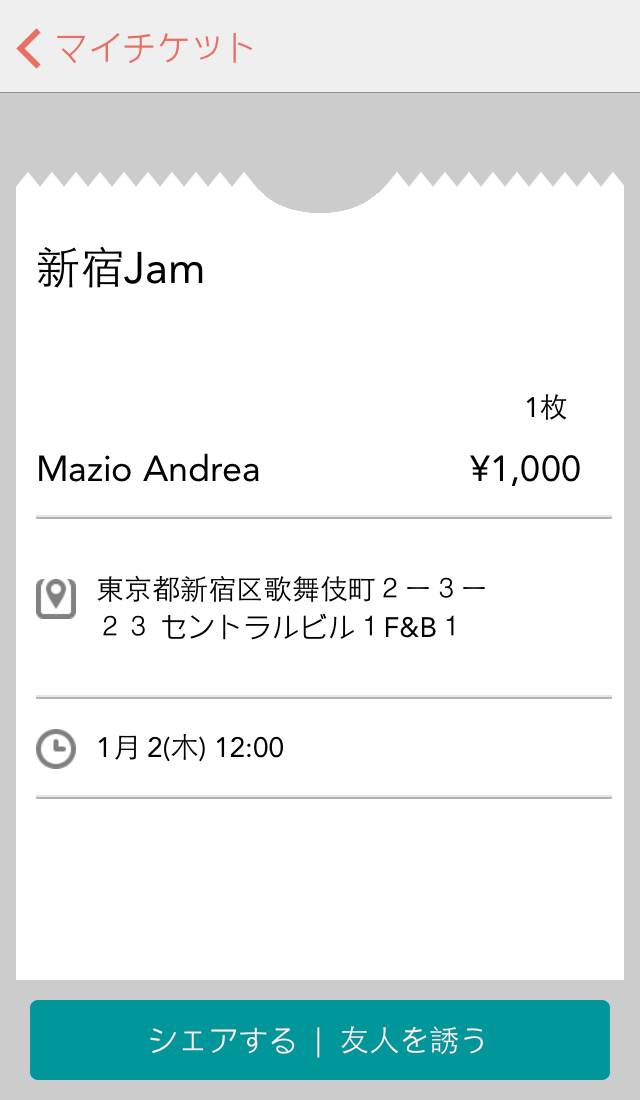 マイチケット
新宿Jam
1枚
Mazio Andrea ¥1,000
東京都新宿区歌舞伎町２ー３ー
２３ セントラルビル１F&B１
1月 2(木) 12:00
シェアする | 友人を誘う